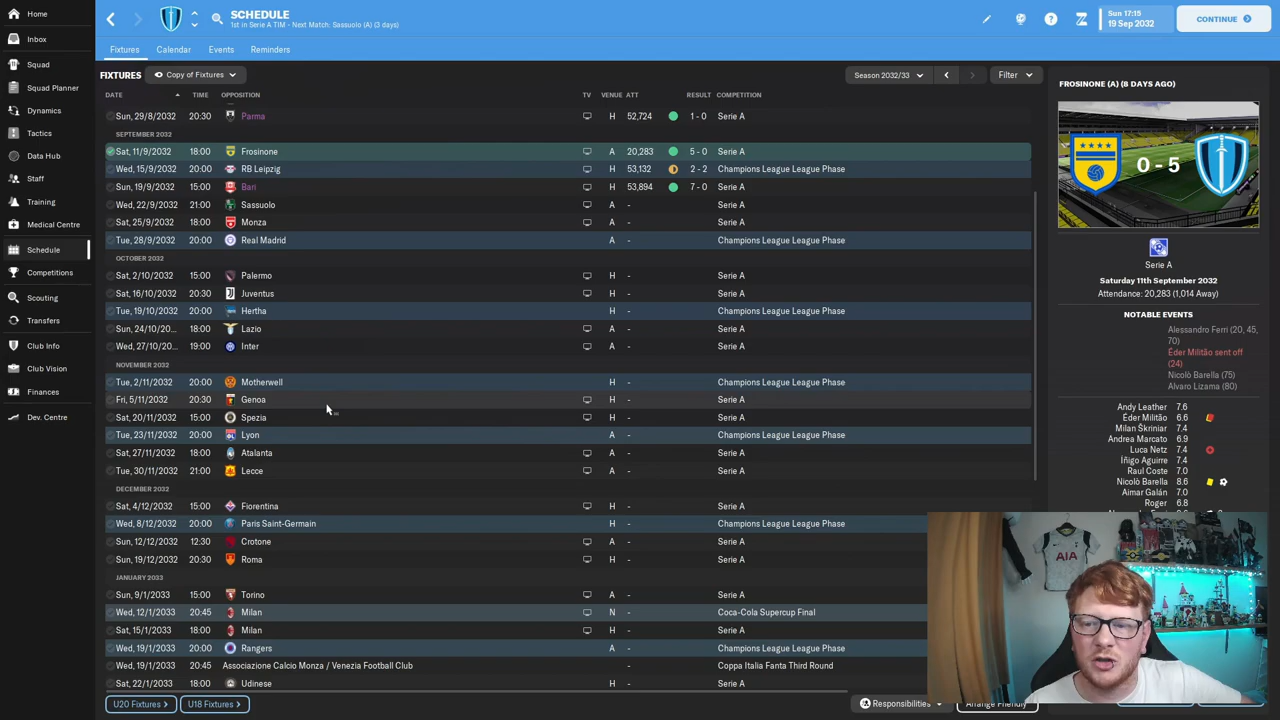 Home
Inbox
Squad
Squad Planner
Dynamics
Tactics
Data Hub
Staff
Training
Medical Centre
Schedule
Competitions
Scouting
Transfers
Club Info
Club Vision
Finances
Dev. Centre
SCHEDULE
1st in Serie A TIM - Next Match: Sassuolo (A) (3 days)
Sun 17:15
19 Sep 2032
CONTINUE
Fixtures Calendar Events Reminders
FIXTURES Copy of Fixtures Season 2032/33 Filter
DATE TIME OPPOSITION TV VENUE ATT RESULT COMPETITION
Sun, 29/8/2032 20:30 Parma H 52,724 1 - 0 Serie A
SEPTEMBER 2032
Sat, 11/9/2032 18:00 Frosinone A 20,283 5 - 0 Serie A
Wed, 15/9/2032 20:00 RB Leipzig H 53,132 2 - 2 Champions League League Phase
Sun, 19/9/2032 15:00 Bari H 53,894 7 - 0 Serie A
Wed, 22/9/2032 21:00 Sassuolo A - Serie A
Sat, 25/9/2032 18:00 Monza A - Serie A
Tue, 28/9/2032 20:00 Real Madrid A - Champions League League Phase
OCTOBER 2032
Sat, 2/10/2032 15:00 Palermo H - Serie A
Sat, 16/10/2032 20:30 Juventus H - Serie A
Tue, 19/10/2032 20:00 Hertha H - Champions League League Phase
Sun, 24/10/20... 18:00 Lazio A - Serie A
Wed, 27/10/20... 19:00 Inter A - Serie A
NOVEMBER 2032
Tue, 2/11/2032 20:00 Motherwell H - Champions League League Phase
Fri, 5/11/2032 20:30 Genoa H - Serie A
Sat, 20/11/2032 15:00 Spezia H - Serie A
Tue, 23/11/2032 20:00 Lyon A - Champions League League Phase
Sat, 27/11/2032 18:00 Atalanta A - Serie A
Tue, 30/11/2032 21:00 Lecce A - Serie A
DECEMBER 2032
Sat, 4/12/2032 15:00 Fiorentina H - Serie A
Wed, 8/12/2032 20:00 Paris Saint-Germain H - Champions League League Phase
Sun, 12/12/2032 12:30 Crotone A - Serie A
Sun, 19/12/2032 20:30 Roma H - Serie A
JANUARY 2033
Sun, 9/1/2033 15:00 Torino A - Serie A
Wed, 12/1/2033 20:45 Milan N - Coca-Cola Supercup Final
Sat, 15/1/2033 18:00 Milan H - Serie A
Wed, 19/1/2033 20:00 Rangers A - Champions League League Phase
Wed, 19/1/2033 20:45 Associazione Calcio Monza / Venezia Football Club - Coppa Italia Fanta Third Round
Sat, 22/1/2033 18:00 Udinese H - Serie A
U20 Fixtures U18 Fixtures Responsibilities Arrange Friendly
FROSINONE (A) (8 DAYS AGO)
0 - 5
Serie A
Saturday 11th September 2032
Attendance: 20,283 (1,014 Away)
NOTABLE EVENTS
Alessandro Ferri (20, 45,
70)
Éder Militão sent off
(24)
Nicolò Barella (75)
Alvaro Lizama (80)
Andy Leather 7.6
Éder Militão 6.6
Milan Škriniar 7.4
Andrea Marcato 6.9
Luca Netz 7.4
Íñigo Aguirre 7.4
Raul Coste 7.0
Nicolò Barella 8.6
Aimar Galán 7.0
Roger 6.8
AIA